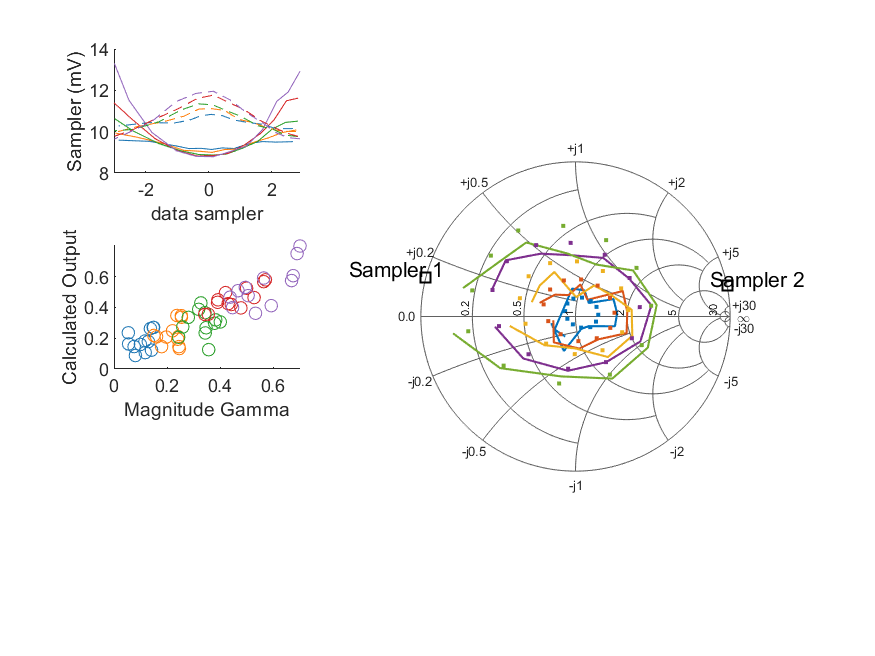 14
12
10
8
Sampler (mV)
-2
0
2
data sampler
0.6
0.4
0.2
0
Calculated Output
0
0.2
0.4
0.6
Magnitude Gamma
+j1
+j0.5
+j2
+j0.2
+j5
Sampler 1
Sampler 2
0.0
0.2
0.5
1
2
5
30
+j30
∞
-j30
-j0.2
-j5
-j0.5
-j2
-j1